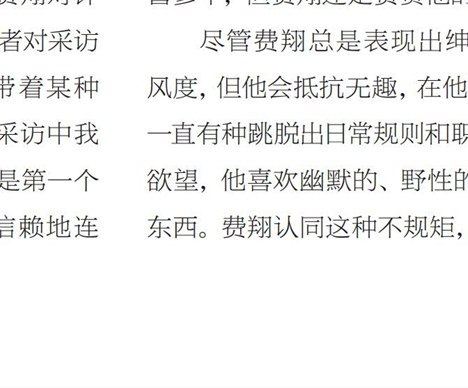 者对采访
带着某种
采访中我
是第一个
信赖地连
尽管费翔总是表现出绅
风度，但他会抵抗无趣，在他
一直有种跳脱出日常规则和职
欲望，他喜欢幽默的、野性的
东西。费翔认同这种不规矩，